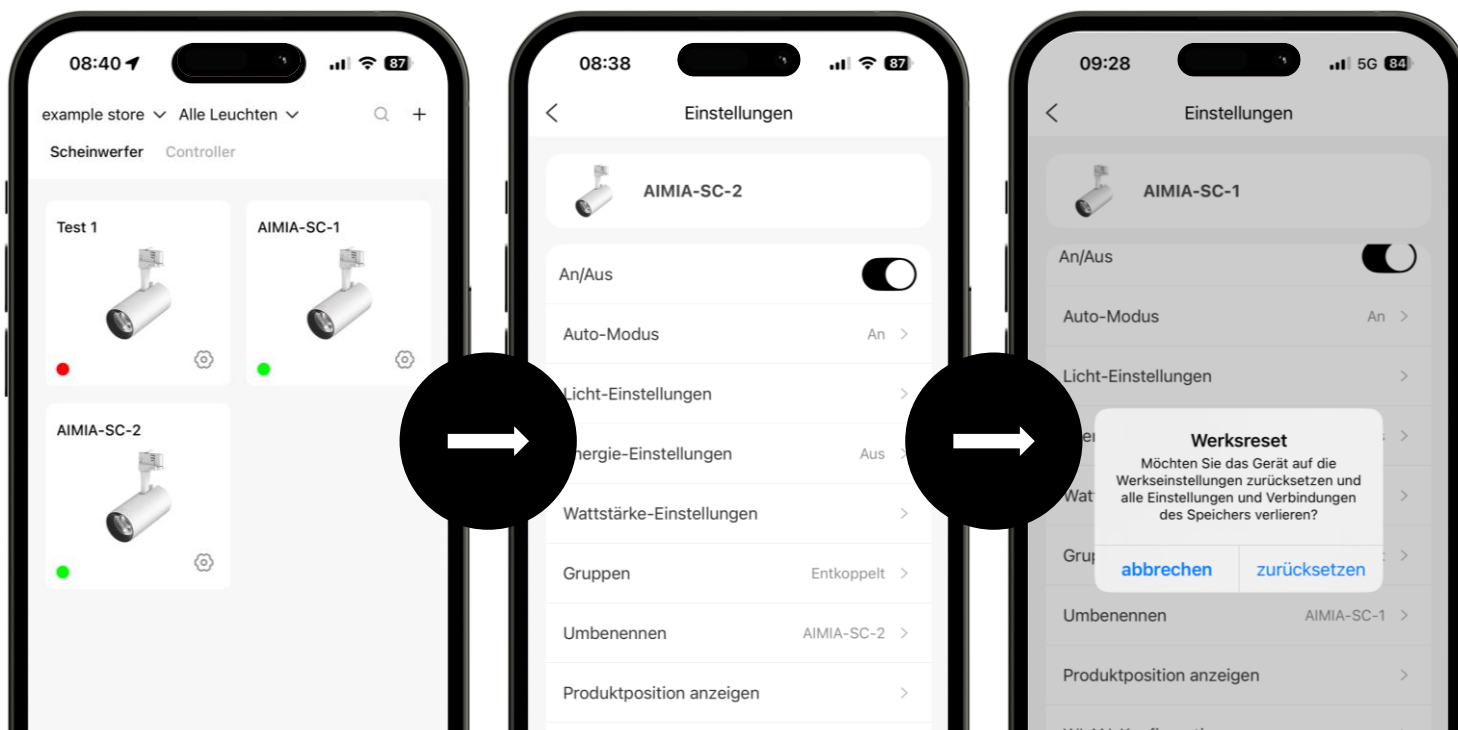 08:40
87
example store
Alle Leuchten
Scheinwerfer
Controller
Test 1
AIMIA-SC-1
AIMIA-SC-2
08:38
87
Einstellungen
AIMIA-SC-2
An/Aus
Auto-Modus
An
Licht-Einstellungen
Energie-Einstellungen
Aus
Wattstärke-Einstellungen
Gruppen
Entkoppelt
Umbenennen
AIMIA-SC-2
Produktposition anzeigen
09:28
5G 84
Einstellungen
AIMIA-SC-1
An/Aus
Auto-Modus
An
Licht-Einstellungen
Werksreset
Möchten Sie das Gerät auf die
Werkseinstellungen zurücksetzen und
alle Einstellungen und Verbindungen
des Speichers verlieren?
abbrechen
zurücksetzen
Umbenennen
AIMIA-SC-1
Produktposition anzeigen